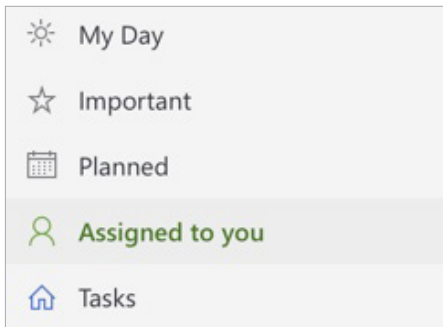 My Day
Important
Planned
Assigned to you
Tasks